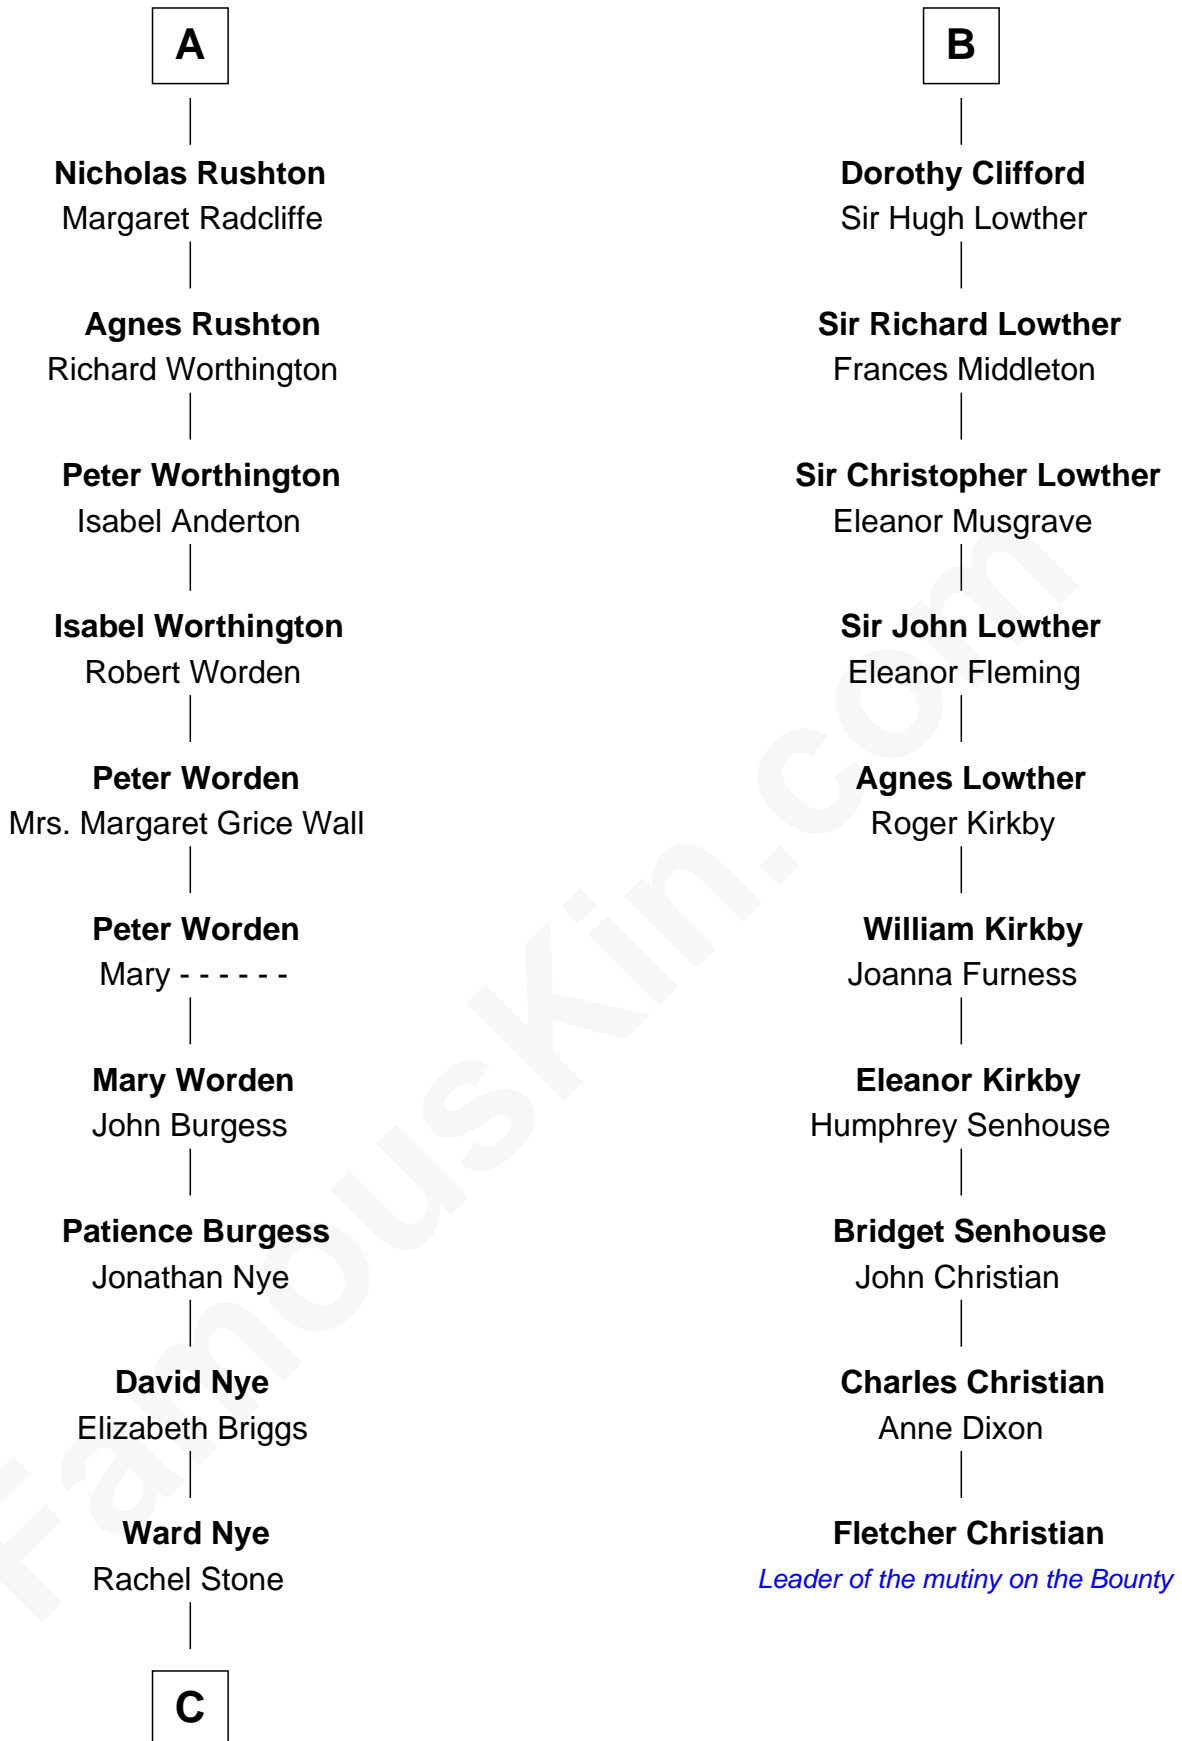 A
Nicholas Rushton
Margaret Radcliffe
Agnes Rushton
Richard Worthington
Peter Worthington
Isabel Anderton
Isabel Worthington
Robert Worden
Peter Worden
Mrs. Margaret Grice Wall
Peter Worden
Mary - - - - - -
Mary Worden
John Burgess
Patience Burgess
Jonathan Nye
David Nye
Elizabeth Briggs
Ward Nye
Rachel Stone
C
B
Dorothy Clifford
Sir Hugh Lowther
Sir Richard Lowther
Frances Middleton
Sir Christopher Lowther
Eleanor Musgrave
Sir John Lowther
Eleanor Fleming
Agnes Lowther
Roger Kirkby
William Kirkby
Joanna Furness
Eleanor Kirkby
Humphrey Senhouse
Bridget Senhouse
John Christian
Charles Christian
Anne Dixon
Fletcher Christian
Leader of the mutiny on the Bounty
FamousKin.com